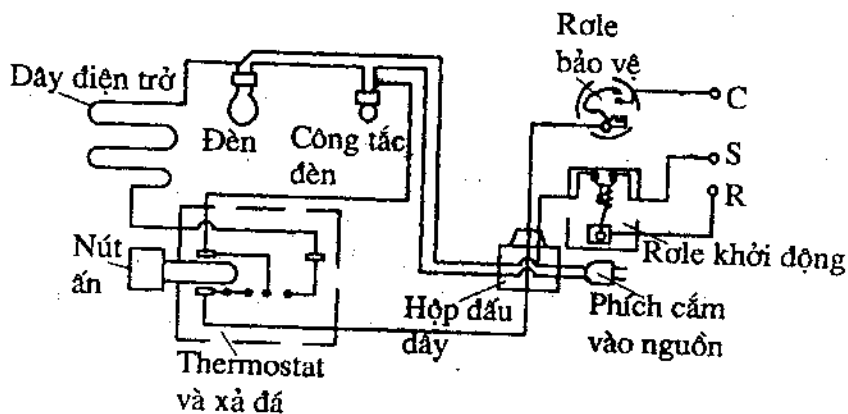 Dây điện trở
Đèn
Công tắc
đèn
Rơle
bảo vệ
C
S
R
Rơle khởi động
Nút
ấn
Hộp đấu
dây
Phích cắm
vào nguồn
Thermostat
và xả đá